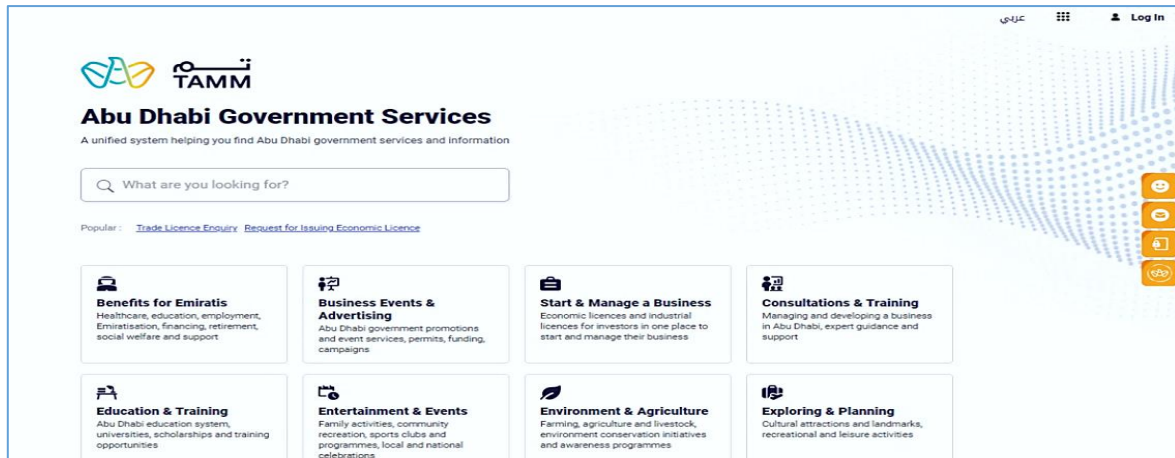 عربي
Log In
تـــم
TAMM
Abu Dhabi Government Services
A unified system helping you find Abu Dhabi government services and information
What are you looking for?
Popular : Trade Licence Enquiry Request for Issuing Economic Licence
Benefits for Emiratis
Healthcare, education, employment,
Emiratisation, financing, retirement,
social welfare and support
Business Events &
Advertising
Abu Dhabi government promotions
and event services, permits, funding,
campaigns
Start & Manage a Business
Economic licences and industrial
licences for investors in one place to
start and manage their business
Consultations & Training
Managing and developing a business
in Abu Dhabi, expert guidance and
support
Education & Training
Abu Dhabi education system,
universities, scholarships and training
opportunities
Entertainment & Events
Family activities, community
recreation, sports clubs and
programmes, local and national
celebrations
Environment & Agriculture
Farming, agriculture and livestock,
environment conservation initiatives
and awareness programmes
Exploring & Planning
Cultural attractions and landmarks,
recreational and leisure activities